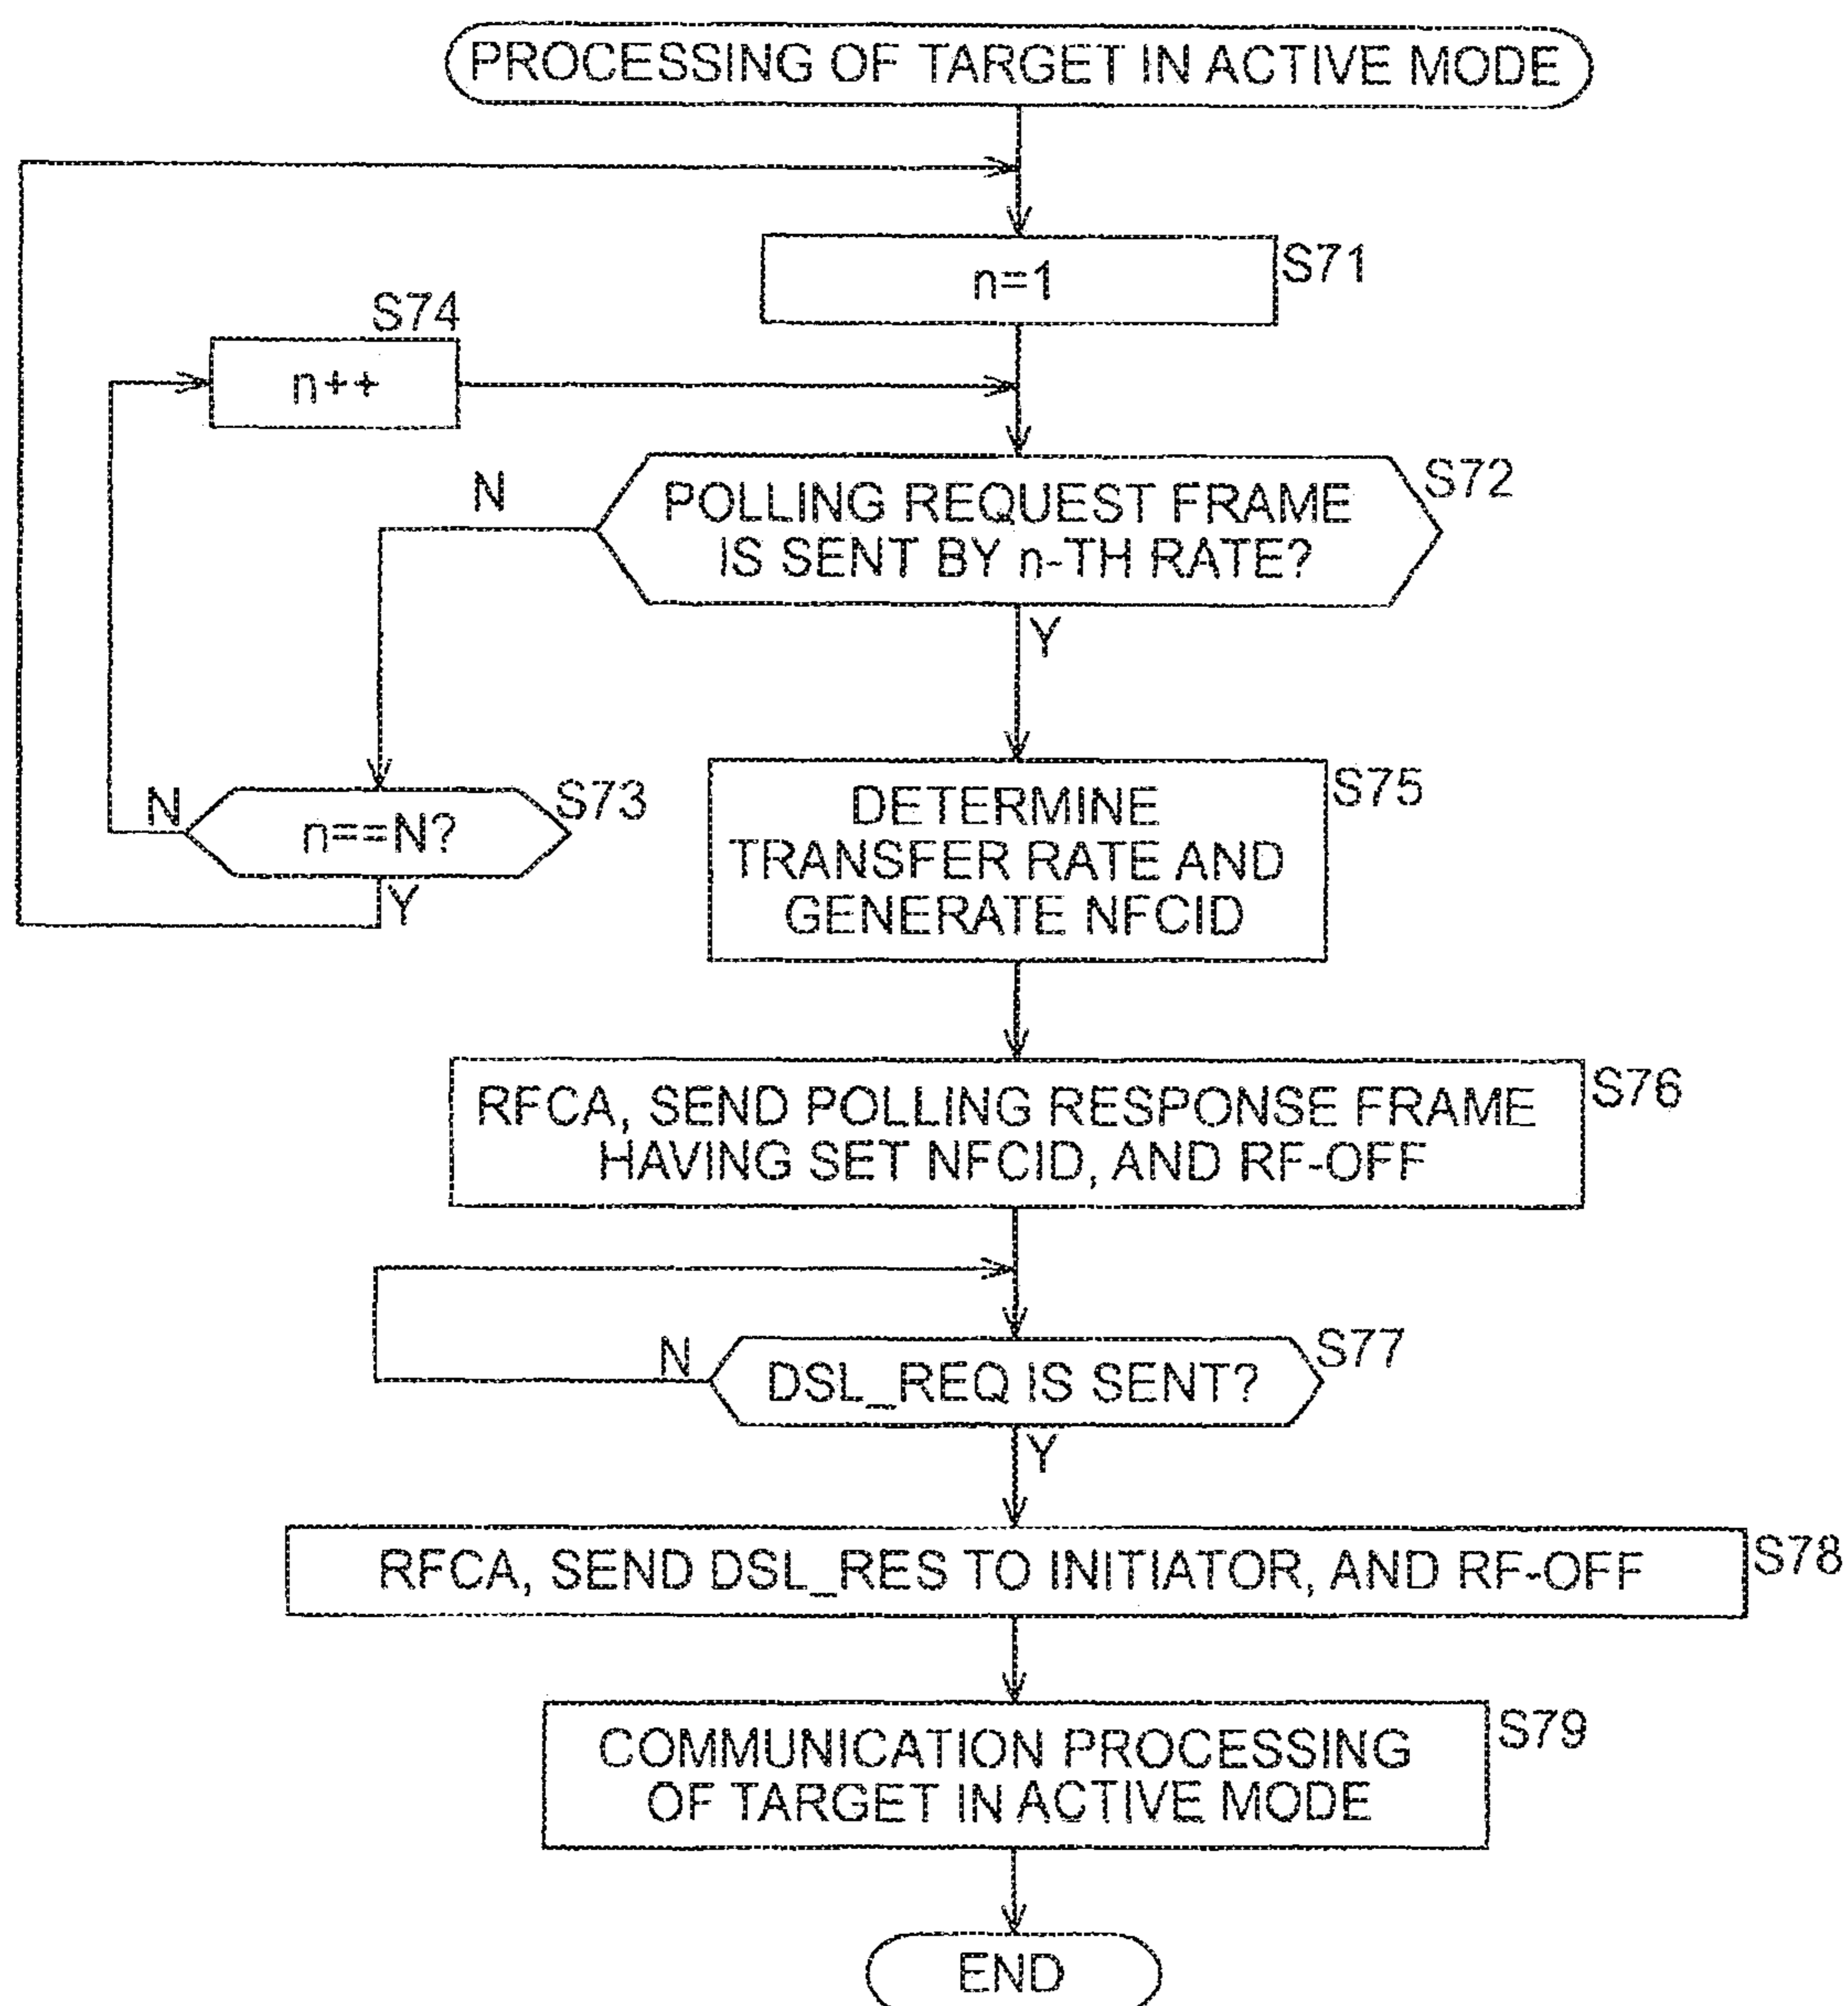 PROCESSING OF TARGET IN ACTIVE MODE
S71
n=1
S74
n++
S72
N
POLLING REQUEST FRAME
IS SENT BY n-TH RATE?
Y
S73
N
n==N?
Y
S75
DETERMINE
TRANSFER RATE AND
GENERATE NFCID
S76
RFCA, SEND POLLING RESPONSE FRAME
HAVING SET NFCID, AND RF-OFF
S77
N
DSL_REQ IS SENT?
Y
S78
RFCA, SEND DSL_RES TO INITIATOR, AND RF-OFF
S79
COMMUNICATION PROCESSING
OF TARGET IN ACTIVE MODE
END